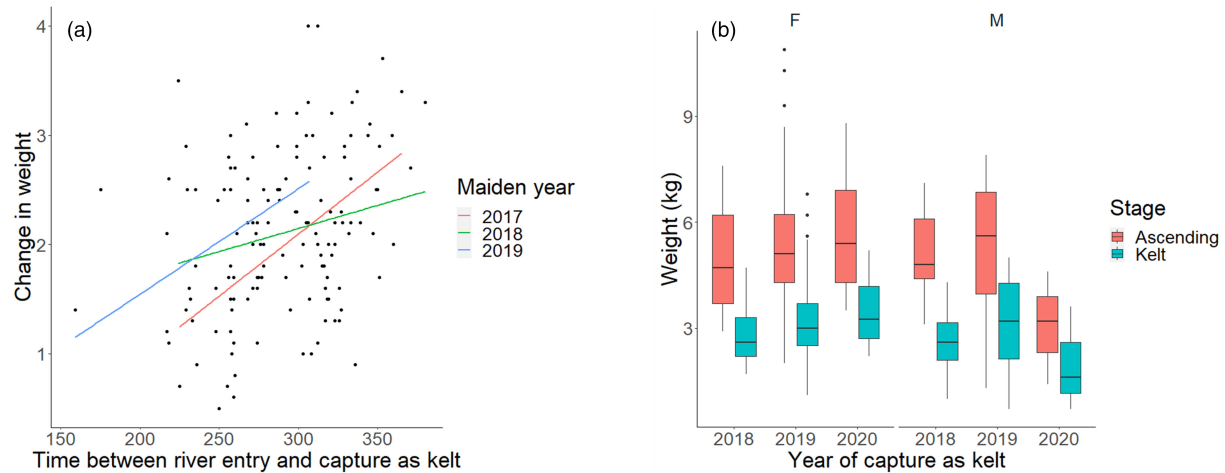 (a)
Change in weight
4
3
2
1
150 200 250 300 350
Time between river entry and capture as kelt
Maiden year
2017
2018
2019
(b)
F M
Weight (kg)
9
6
3
2018 2019 2020 2018 2019 2020
Year of capture as kelt
Stage
Ascending
Kelt